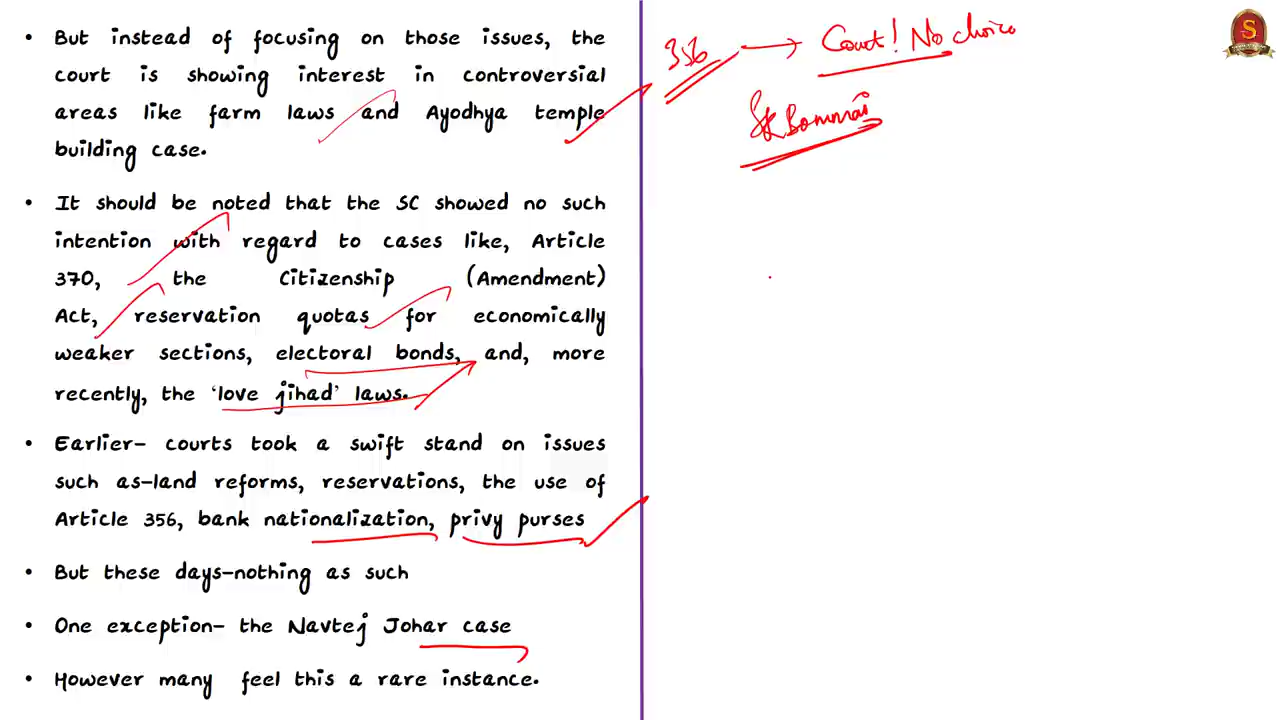 • But instead of focusing on those issues, the
court is showing interest in controversial
areas like farm laws and Ayodhya temple
building case.
• It should be noted that the SC showed no such
intention with regard to cases like, Article
370, the Citizenship (Amendment)
Act, reservation quotas for economically
weaker sections, electoral bonds, and, more
recently, the ‘love jihad’ laws.
• Earlier- courts took a swift stand on issues
such as-land reforms, reservations, the use of
Article 356, bank nationalization, privy purses
• But these days-nothing as such
• One exception- the Navtej Johar case
• However many feel this a rare instance.
356 → Court! No choice
SR Bommai
S